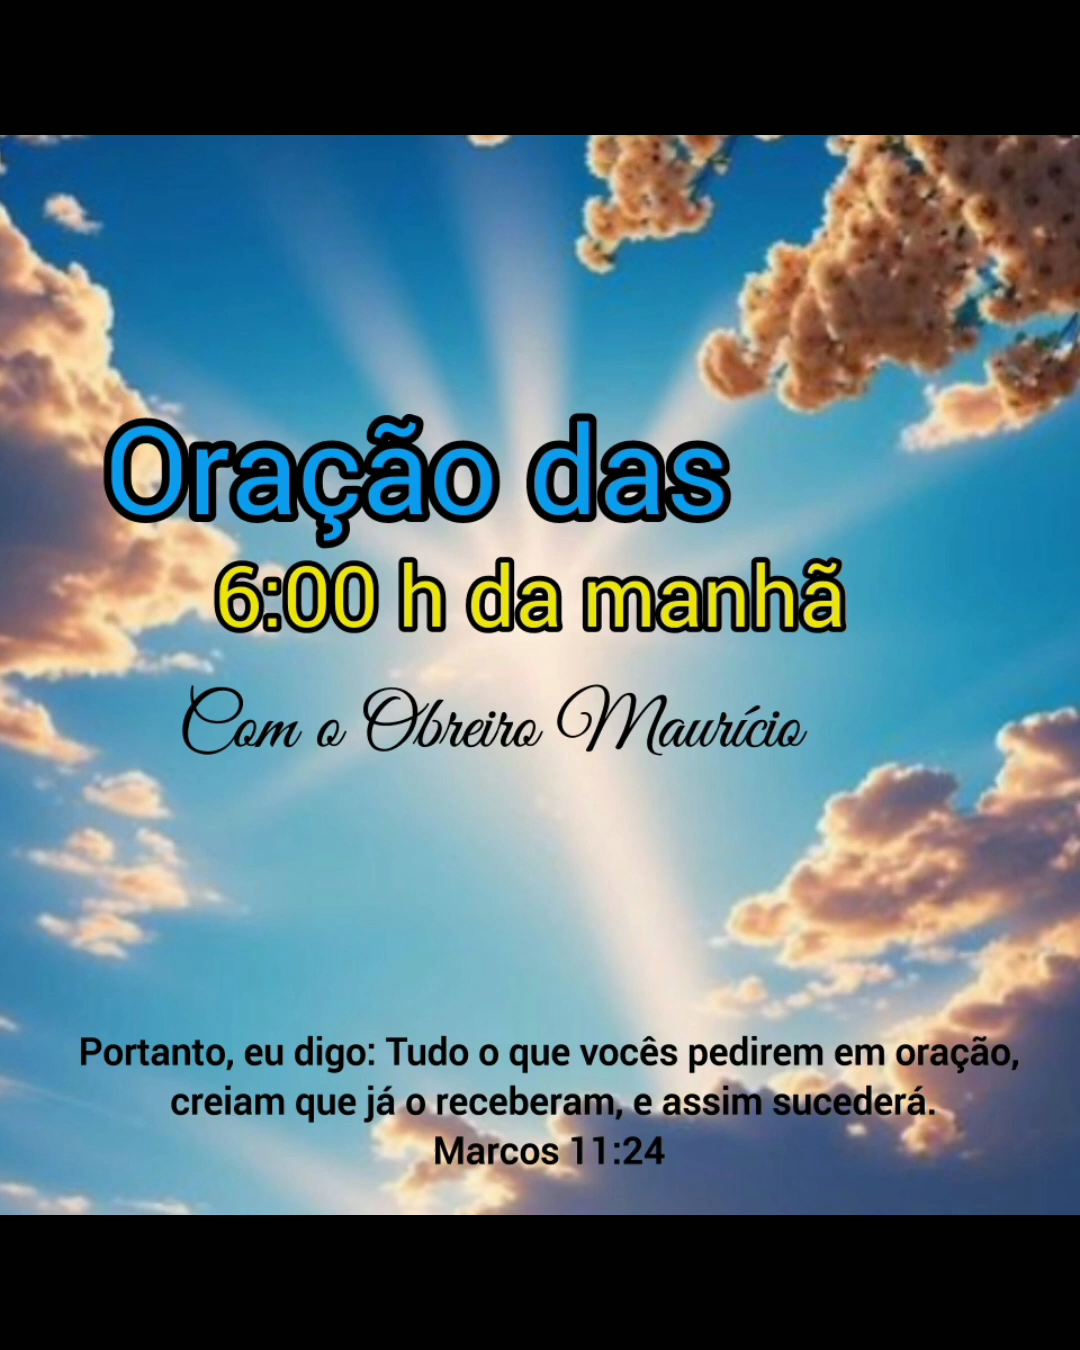 Oração das
6:00 h da manhã
Com o Obreiro Maurício
Portanto, eu digo: Tudo o que vocês pedirem em oração,
creiam que já o receberam, e assim sucederá.
Marcos 11:24